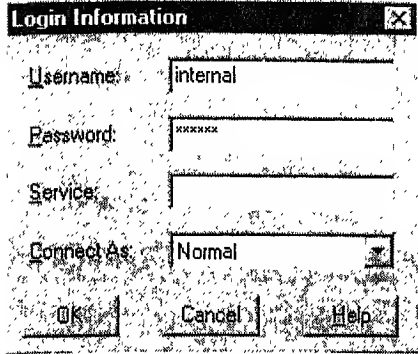 Login Information
Username: internal
Password: ******
Service:
Connect As: Normal
OK Cancel Help